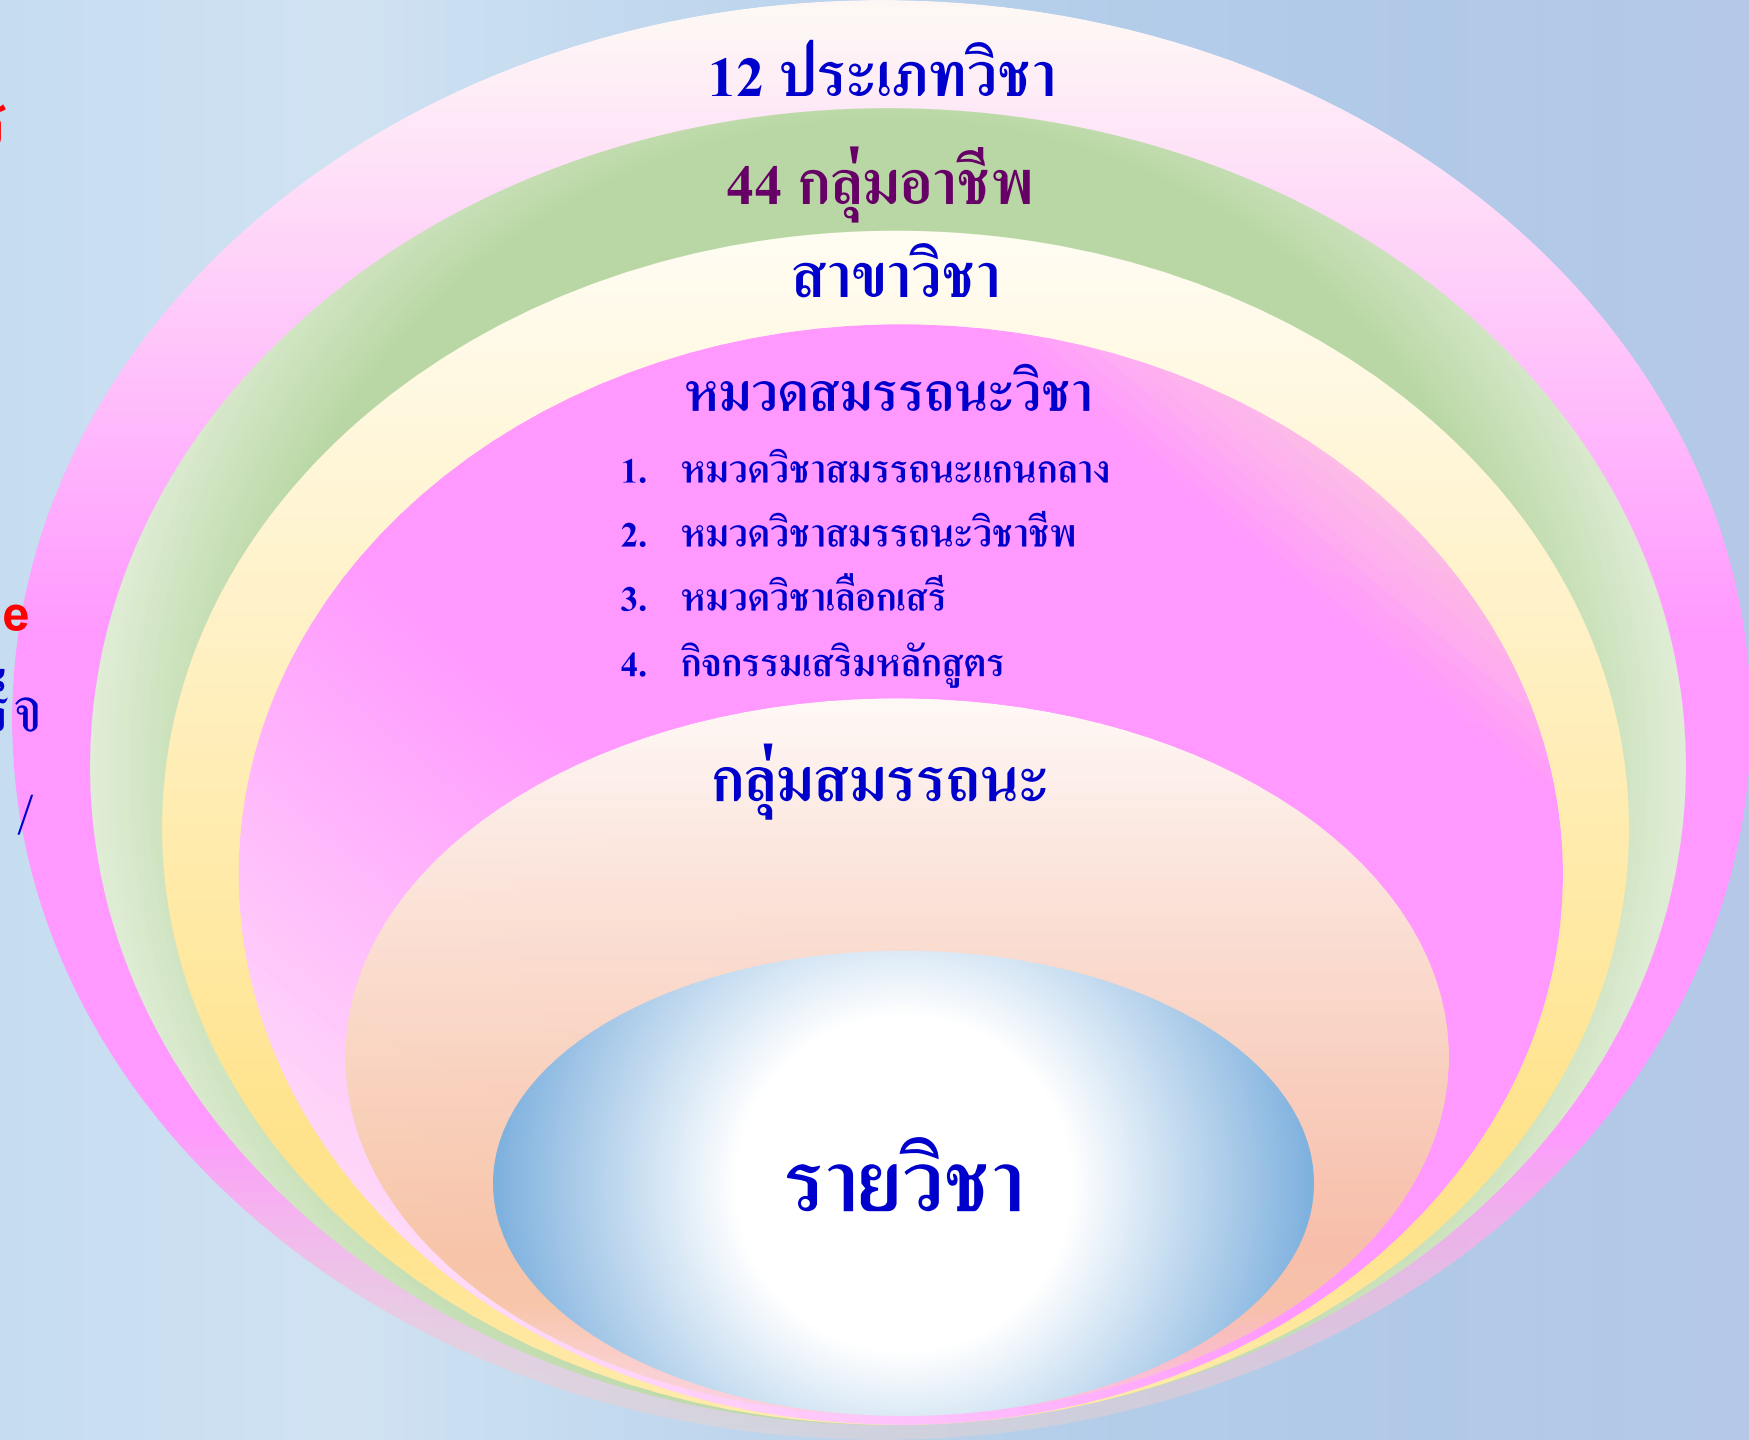 12 ประเภทวิชา
44 กลุ่มอาชีพ
สาขาวิชา
หมวดสมรรถนะวิชา
1. หมวดวิชาสมรรถนะแกนกลาง
2. หมวดวิชาสมรรถนะวิชาชีพ
3. หมวดวิชาเลือกเสรี
4. กิจกรรมเสริมหลักสูตร
กลุ่มสมรรถนะ
รายวิชา
e
/